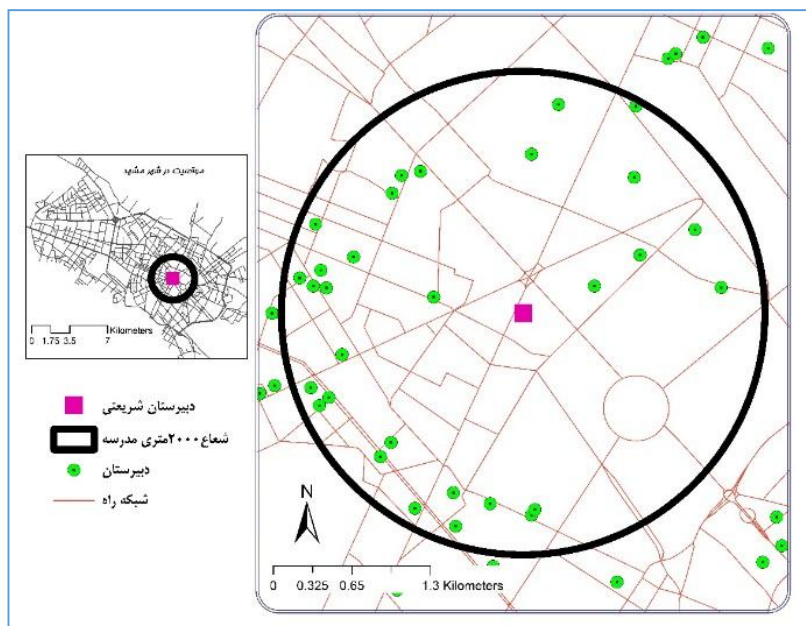 موقعیت در شهر مشهد
0 1.75 3.5 7 Kilometers
دبیرستان شریعتی
شعاع ۲۰۰۰متری مدرسه
دبیرستان
شبکه راه
N
0 0.325 0.65 1.3 Kilometers